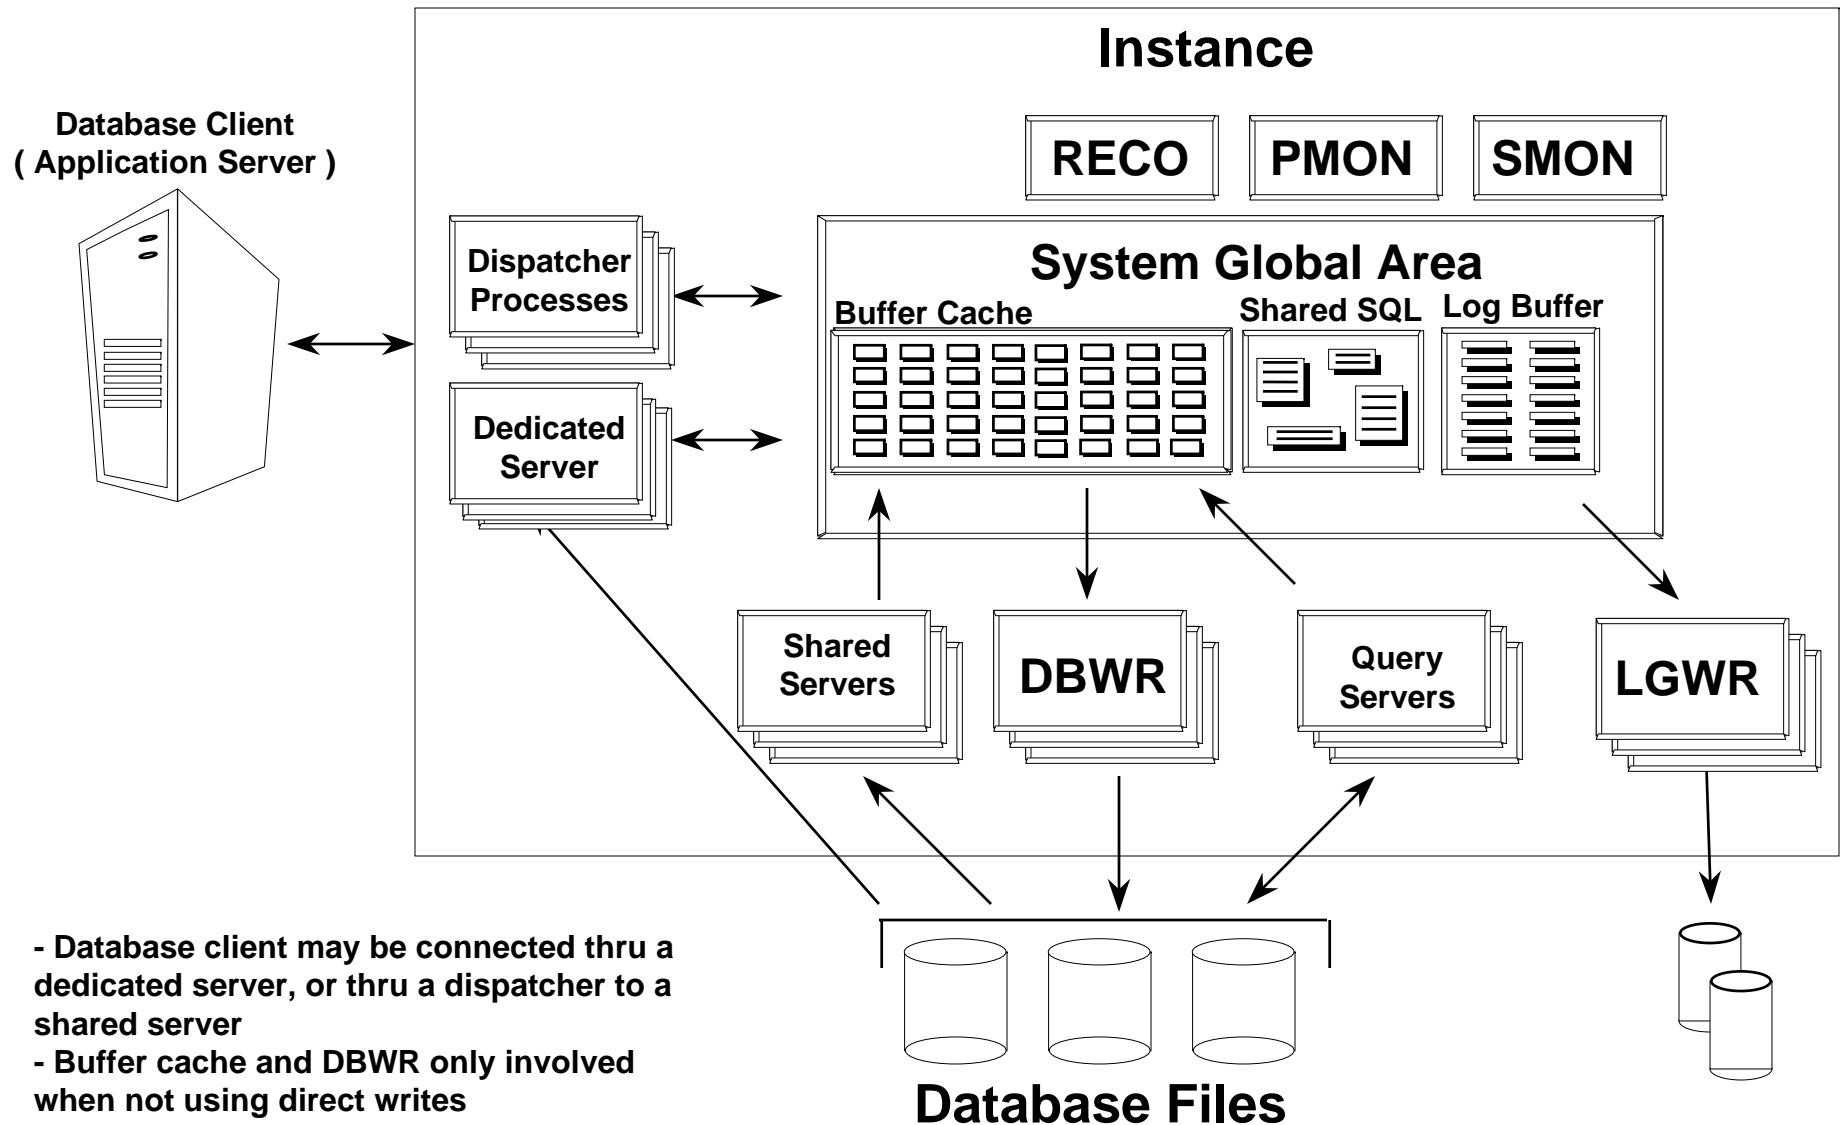 Instance
Database Client
( Application Server )
RECO
PMON
SMON
Dispatcher
Processes
System Global Area
Buffer Cache
Shared SQL
Log Buffer
Dedicated
Server
Shared
Servers
DBWR
Query
Servers
LGWR
- Database client may be connected thru a
dedicated server, or thru a dispatcher to a
shared server
- Buffer cache and DBWR only involved
when not using direct writes
Database Files